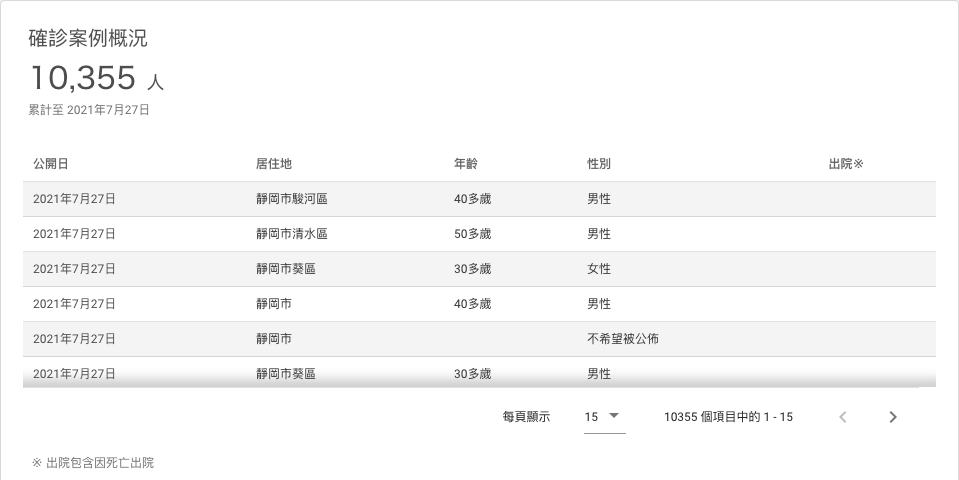 確診案例概況
10,355 人
累計至 2021年7月27日
公開日 居住地 年齡 性別 出院※
2021年7月27日 靜岡市駿河區 40多歲 男性
2021年7月27日 靜岡市清水區 50多歲 男性
2021年7月27日 靜岡市葵區 30多歲 女性
2021年7月27日 靜岡市 40多歲 男性
2021年7月27日 靜岡市 不希望被公佈
2021年7月27日 靜岡市葵區 30多歲 男性
每頁顯示 15 10355 個項目中的 1 - 15
※ 出院包含因死亡出院